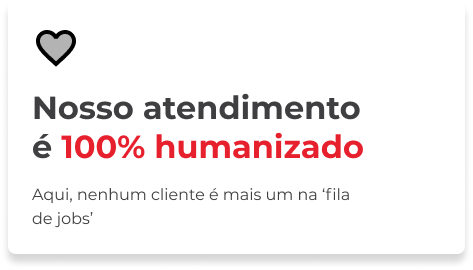 Nosso atendimento
é 100% humanizado
Aqui, nenhum cliente é mais um na ‘fila
de jobs’